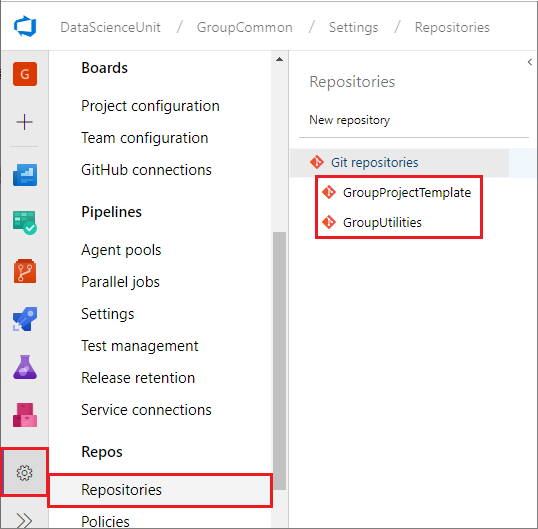 DataScienceUnit / GroupCommon / Settings / Repositories
G
Boards
Project configuration
Team configuration
GitHub connections
Pipelines
Agent pools
Parallel jobs
Settings
Test management
Release retention
Service connections
Repos
Repositories
Policies
Repositories
New repository
Git repositories
GroupProjectTemplate
GroupUtilities